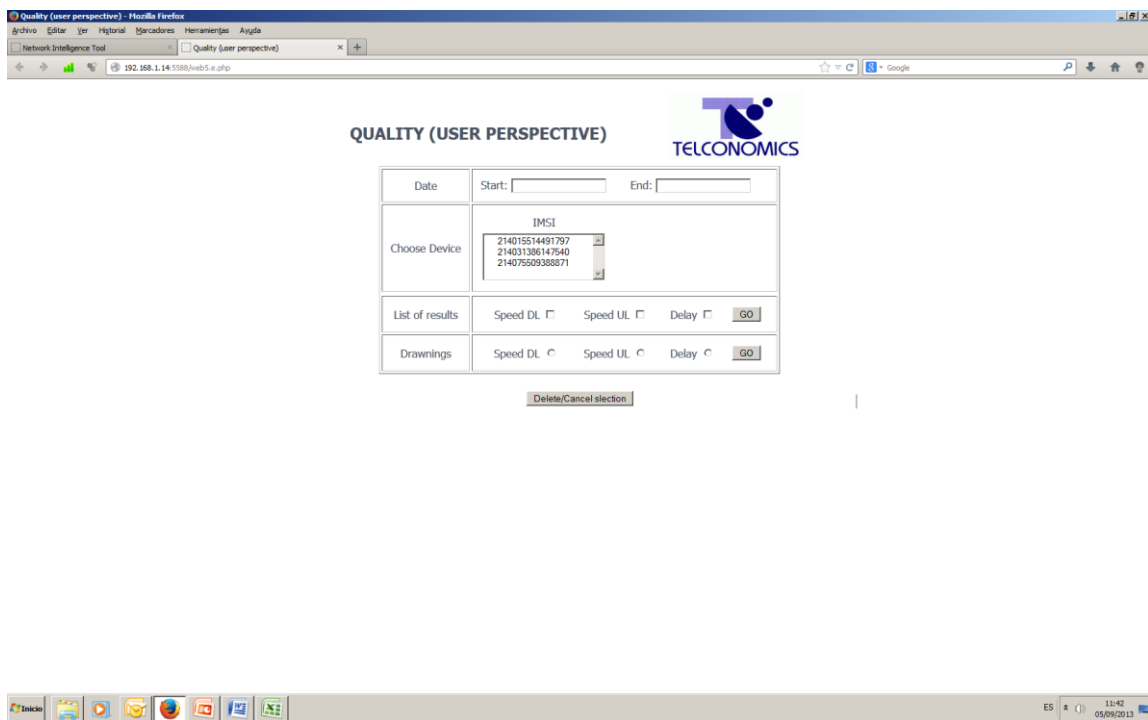 Quality (user perspective) - Mozilla Firefox
Archivo Editar Ver Historial Marcadores Herramientas Ayuda
Network Intelligence Tool × Quality (user perspective) × +
192.168.1.14:5588/web5.e.php Google
QUALITY (USER PERSPECTIVE)
TELCONOMICS
Date Start: End:
IMSI
Choose Device
214015514491797
214031386147540
214075509388871
List of results Speed DL Speed UL Delay GO
Drawnings Speed DL Speed UL Delay GO
Delete/Cancel slection
Inicio ES 11:42
05/09/2013